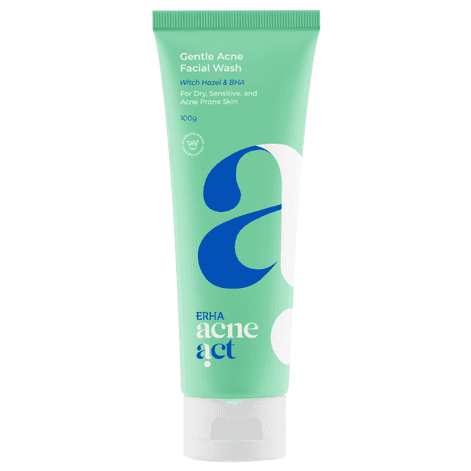 Gentle Acne
Facial Wash
Witch Hazel & BHA
For Dry, Sensitive, and
Acne Prone Skin
100g
a
ERHA
acne
act